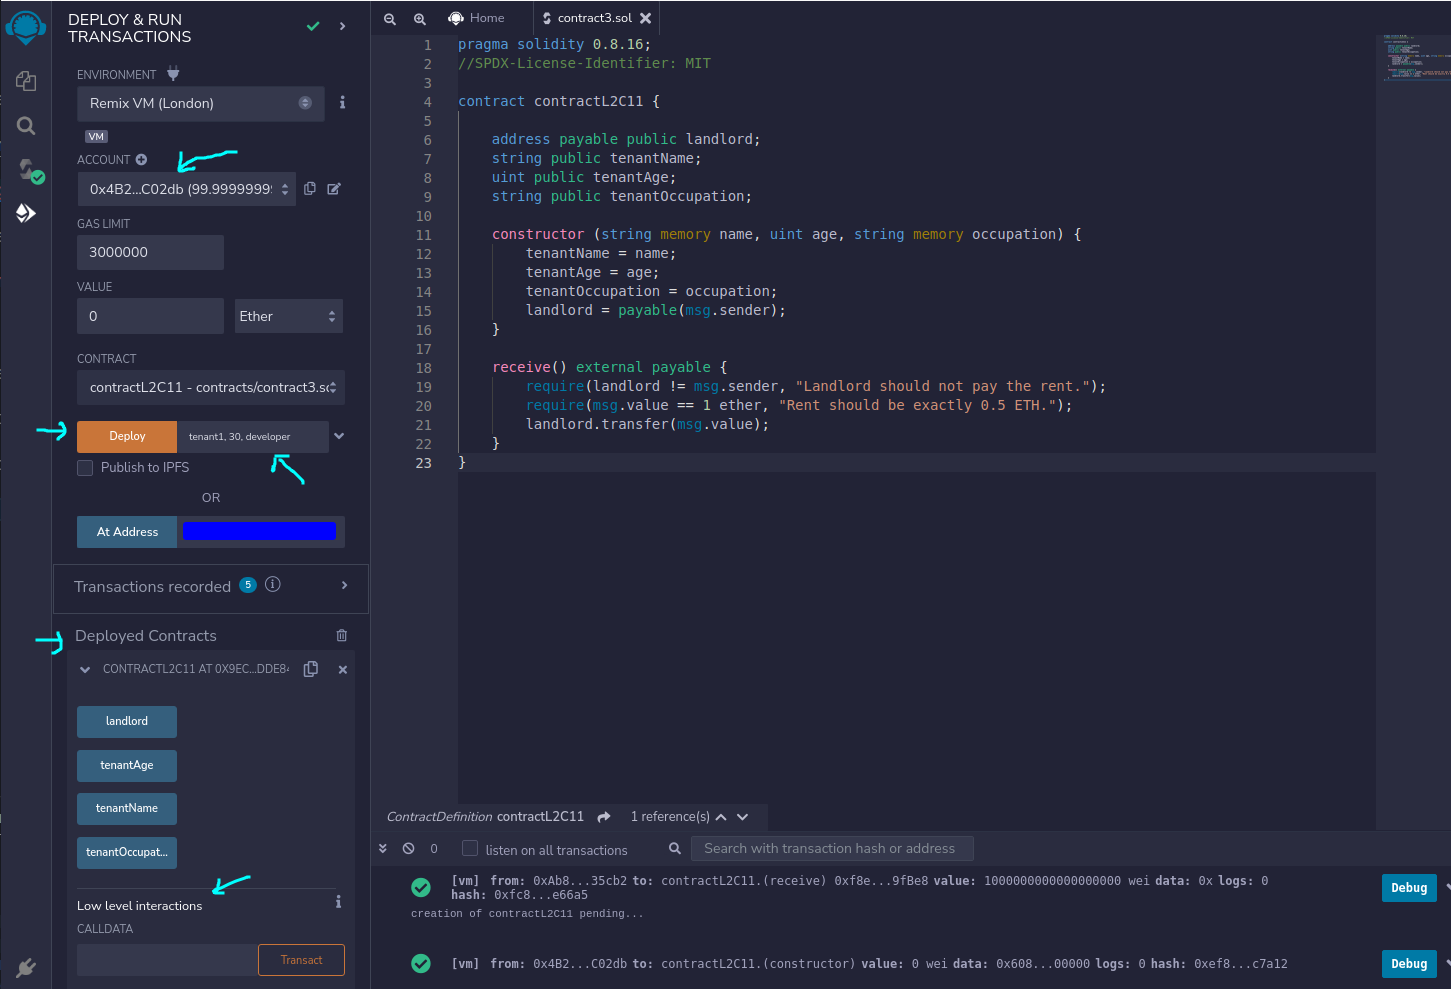 DEPLOY & RUN
TRANSACTIONS
ENVIRONMENT
Remix VM (London)
VM
ACCOUNT
0x4B2...C02db (99.99999999
GAS LIMIT
3000000
VALUE
0
Ether
CONTRACT
contractL2C11 - contracts/contract3.so
Deploy
tenant1, 30, developer
Publish to IPFS
OR
At Address
Transactions recorded 5
Deployed Contracts
CONTRACTL2C11 AT 0X9EC...DDE84
landlord
tenantAge
tenantName
tenantOccupat...
Low level interactions
CALLDATA
Transact
Home
contract3.sol
1 pragma solidity 0.8.16;
2 //SPDX-License-Identifier: MIT
3
4 contract contractL2C11 {
5
6 address payable public landlord;
7 string public tenantName;
8 uint public tenantAge;
9 string public tenantOccupation;
10
11 constructor (string memory name, uint age, string memory occupation) {
12 tenantName = name;
13 tenantAge = age;
14 tenantOccupation = occupation;
15 landlord = payable(msg.sender);
16 }
17
18 receive() external payable {
19 require(landlord != msg.sender, "Landlord should not pay the rent.");
20 require(msg.value == 1 ether, "Rent should be exactly 0.5 ETH.");
21 landlord.transfer(msg.value);
22 }
23 }
ContractDefinition contractL2C11 1 reference(s)
0
listen on all transactions
Search with transaction hash or address
[vm] from: 0xAb8...35cb2 to: contractL2C11.(receive) 0xf8e...9fBe8 value: 1000000000000000000 wei data: 0x logs: 0
hash: 0xfc8...e66a5
Debug
creation of contractL2C11 pending...
[vm] from: 0x4B2...C02db to: contractL2C11.(constructor) value: 0 wei data: 0x608...00000 logs: 0 hash: 0xef8...c7a12
Debug